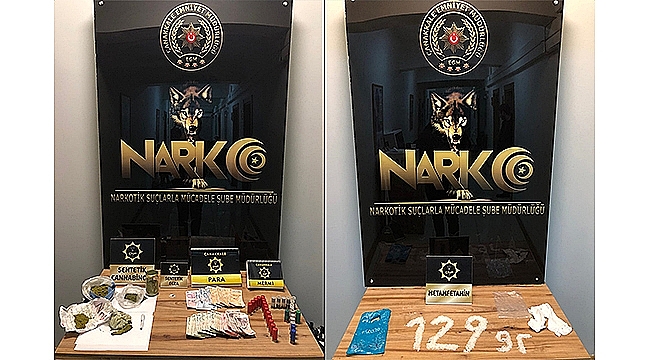 ÇANAKKALE EMNİYET MÜDÜRLÜĞÜ
EGM
NARKO
NARKOTİK SUÇLARLA MÜCADELE ŞUBE MÜDÜRLÜĞÜ
SENTETİK
CANNABİNOİD
ÇANAKKALE
PARA
MERMİ
ÇANAKKALE EMNİYET MÜDÜRLÜĞÜ
EGM
NARKO
NARKOTİK SUÇLARLA MÜCADELE ŞUBE MÜDÜRLÜĞÜ
METAMFETAMİN
129 gr